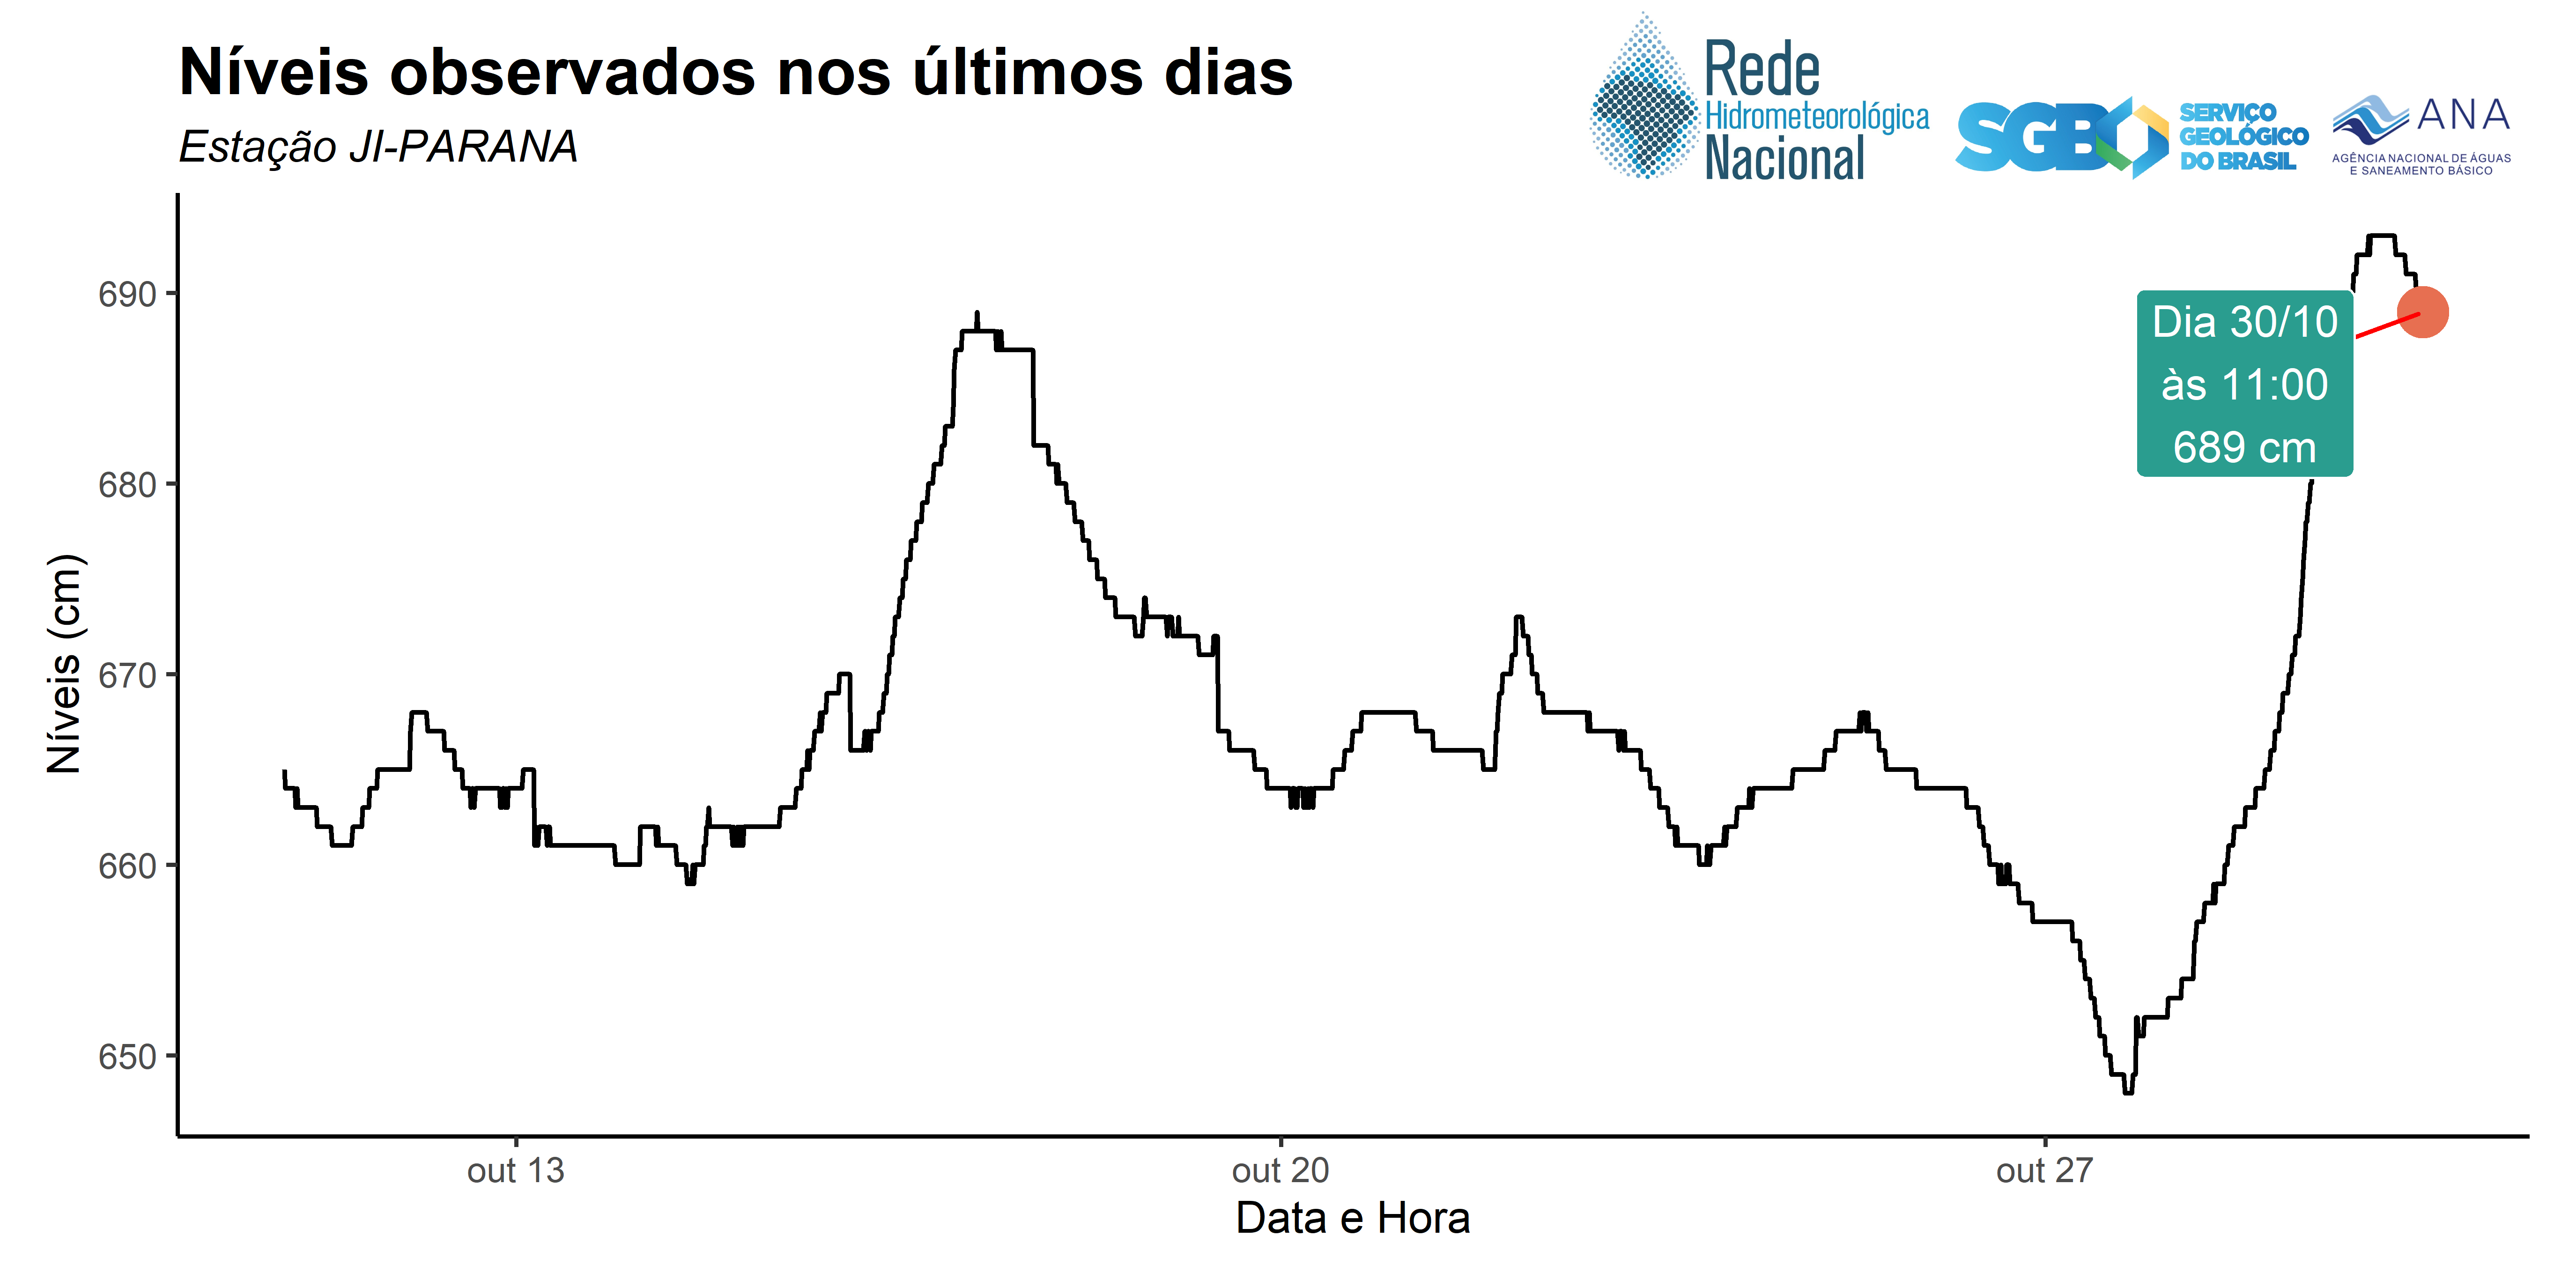 Níveis observados nos últimos dias
Estação JI-PARANA
Rede
Hidrometeorológica
Nacional
SGB
SERVIÇO
GEOLÓGICO
DO BRASIL
ANA
AGÊNCIA NACIONAL DE ÁGUAS
E SANEAMENTO BÁSICO
Níveis (cm)
690
680
670
660
650
Dia 30/10
às 11:00
689 cm
out 13
out 20
out 27
Data e Hora